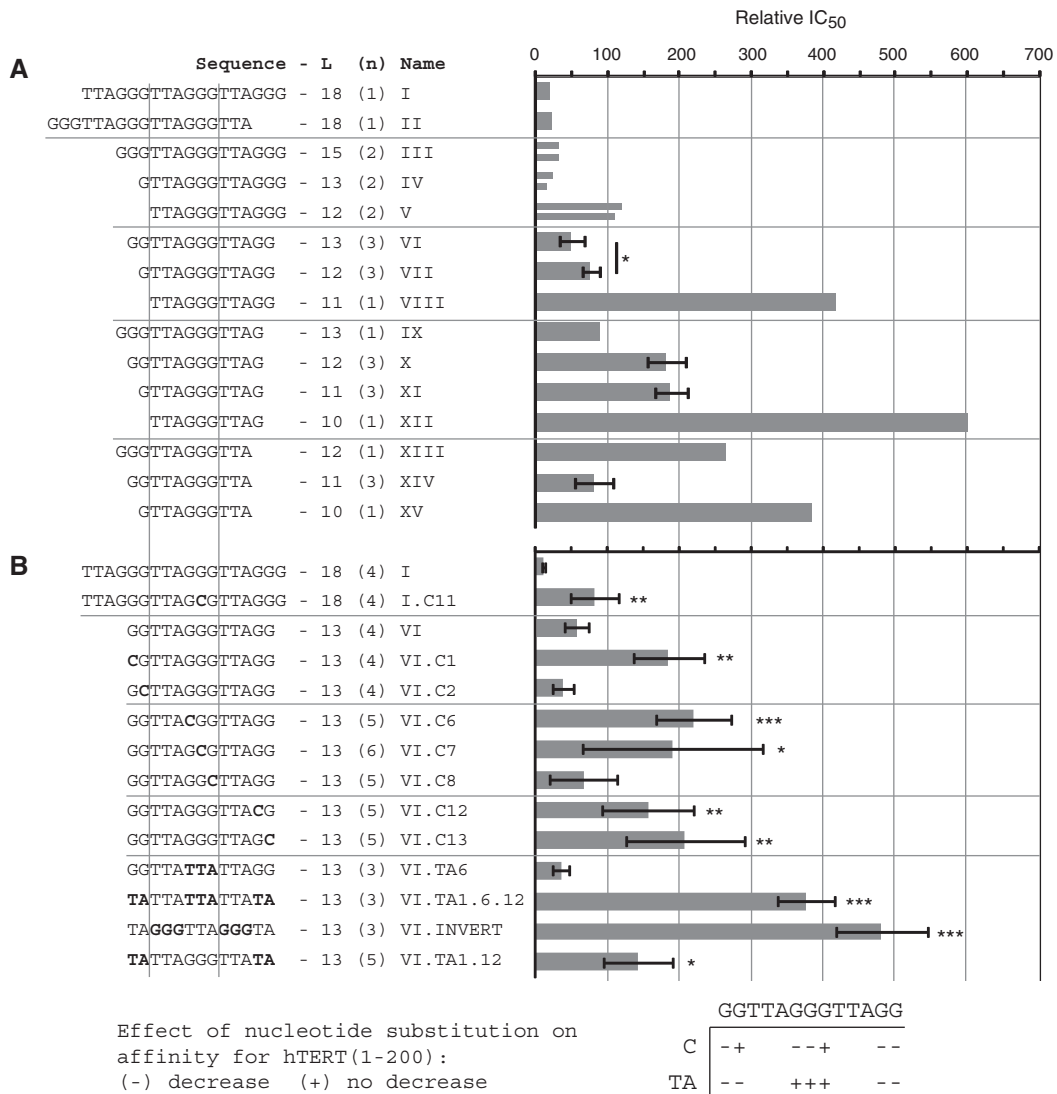 Relative IC50
0 100 200 300 400 500 600 700
A
Sequence - L (n) Name
TTAGGGTTAGGGTTAGGG - 18 (1) I
GGGTTAGGGTTAGGGTTA - 18 (1) II
GGGTTAGGGTTAGGG - 15 (2) III
GTTAGGGTTAGGG - 13 (2) IV
TTAGGGTTAGGG - 12 (2) V
GGTTAGGGTTAGG - 13 (3) VI
*
GTTAGGGTTAGG - 12 (3) VII
TTAGGGTTAGG - 11 (1) VIII
GGGTTAGGGTTAG - 13 (1) IX
GGTTAGGGTTAG - 12 (3) X
GTTAGGGTTAG - 11 (3) XI
TTAGGGTTAG - 10 (1) XII
GGGTTAGGGTTA - 12 (1) XIII
GGTTAGGGTTA - 11 (3) XIV
GTTAGGGTTA - 10 (1) XV
B
TTAGGGTTAGGGTTAGGG - 18 (4) I
TTAGGGTTAGCGTTAGGG - 18 (4) I.C11 **
GGTTAGGGTTAGG - 13 (4) VI
CGTTAGGGTTAGG - 13 (4) VI.C1 **
GCTTAGGGTTAGG - 13 (4) VI.C2
GGTTACGGTTAGG - 13 (5) VI.C6 ***
GGTTAGCGTTAGG - 13 (6) VI.C7 *
GGTTAGGCTTAGG - 13 (5) VI.C8
GGTTAGGGTTACG - 13 (5) VI.C12 **
GGTTAGGGTTAGC - 13 (5) VI.C13 **
GGTTATTATTAGG - 13 (3) VI.TA6
TATTATTATTATA - 13 (3) VI.TA1.6.12 ***
TAGGGTTAGGGTA - 13 (3) VI.INVERT ***
TATTAGGGTTATA - 13 (5) VI.TA1.12 *
Effect of nucleotide substitution on
affinity for hTERT(1-200):
(-) decrease (+) no decrease
GGTTAGGGTTAGG
C -+ --+ --
TA -- +++ --